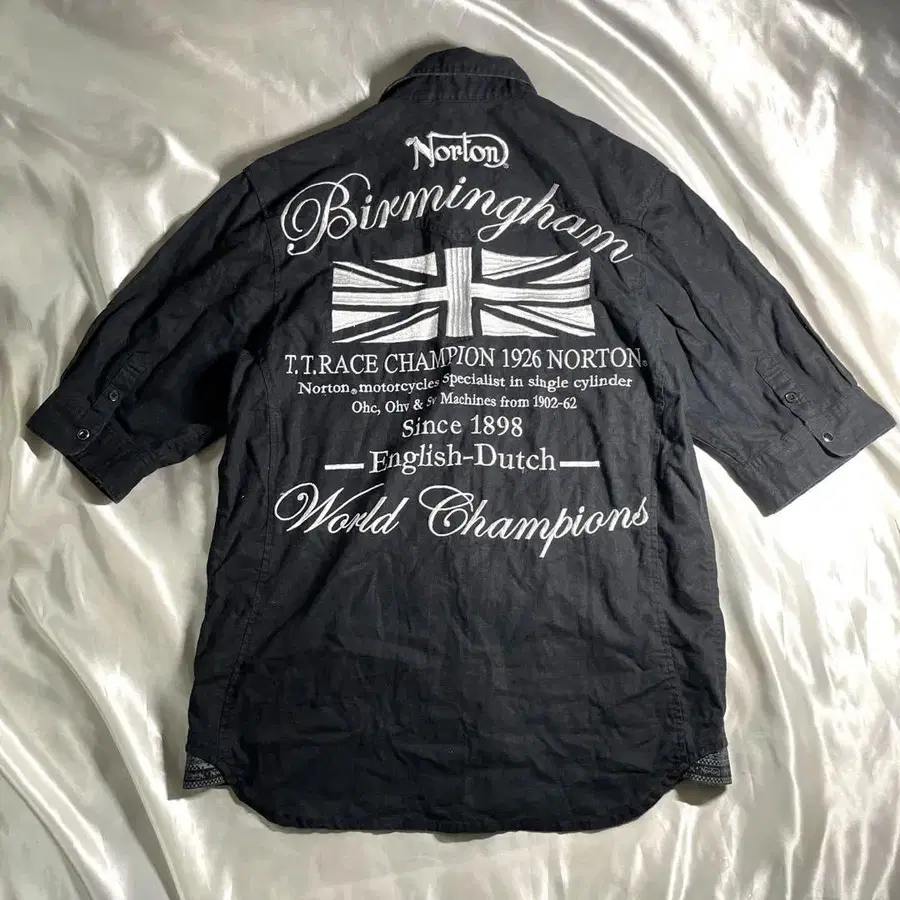 Norton
Birmingham
T.T.RACE CHAMPION 1926 NORTON®
Norton® motorcycles Specialist in single cylinder
Ohc, Ohv & Sv Machines from 1902-62
Since 1898
English-Dutch
World Champions